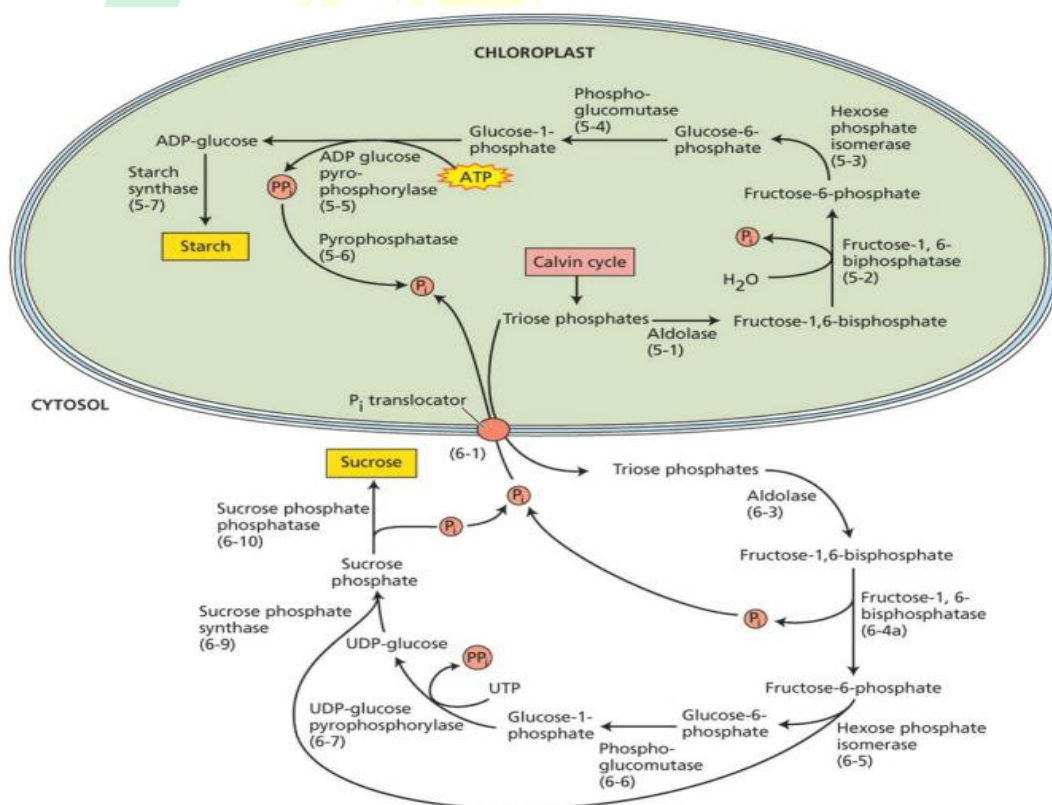 CHLOROPLAST
Phospho-
glucomutase
(5-4)
Hexose
phosphate
isomerase
(5-3)
ADP-glucose
Glucose-1-
phosphate
Glucose-6-
phosphate
ADP glucose
pyro-
phosphorylase
(5-5)
ATP
PPi
Starch
synthase
(5-7)
Fructose-6-phosphate
Starch
Pyrophosphatase
(5-6)
Pi
Calvin cycle
Pi
H2O
Fructose-1, 6-
biphosphatase
(5-2)
Triose phosphates
Aldolase
(5-1)
Fructose-1,6-bisphosphate
CYTOSOL
Pi translocator
(6-1)
Sucrose
Triose phosphates
Aldolase
(6-3)
Sucrose phosphate
phosphatase
(6-10)
Pi
Pi
Fructose-1,6-bisphosphate
Sucrose
phosphate
Fructose-1, 6-
bisphosphatase
(6-4a)
Pi
Sucrose phosphate
synthase
(6-9)
UDP-glucose
PPi
UTP
Fructose-6-phosphate
UDP-glucose
pyrophosphorylase
(6-7)
Glucose-1-
phosphate
Glucose-6-
phosphate
Hexose phosphate
isomerase
(6-5)
Phospho-
glucomutase
(6-6)